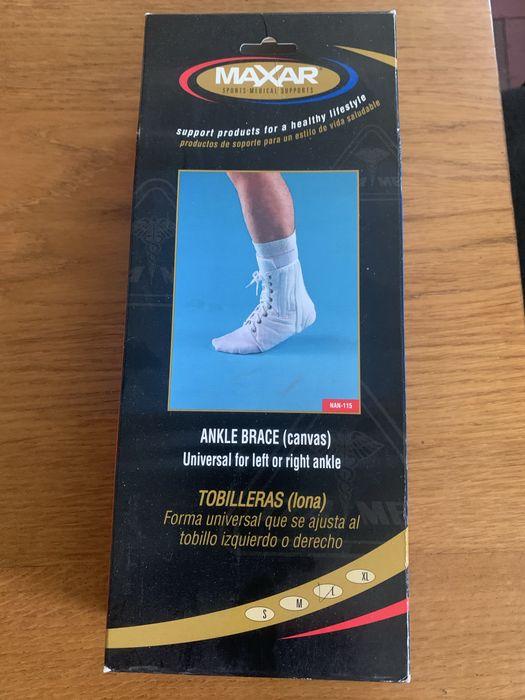 MAXAR
SPORTS-MEDICAL SUPPORTS
support products for a healthy lifestyle
productos de soporte para un estilo de vida saludable
NAN-115
ANKLE BRACE (canvas)
Universal for left or right ankle
TOBILLERAS (lona)
Forma universal que se ajusta al
tobillo izquierdo o derecho
S M L XL